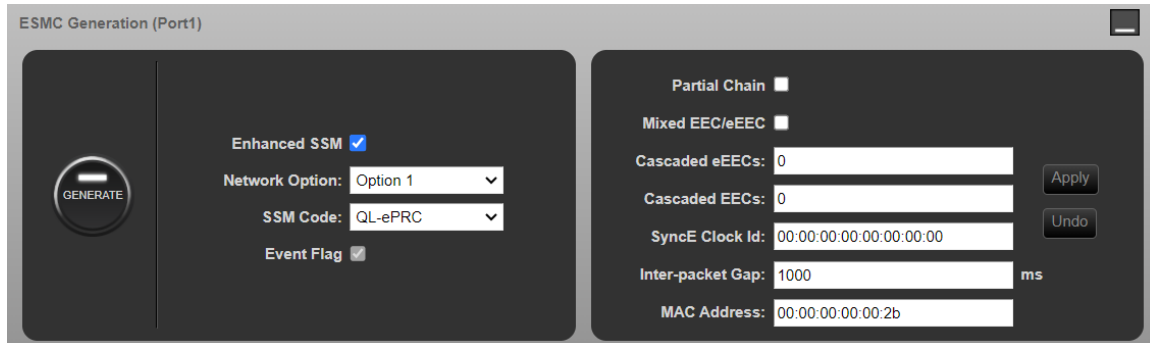 ESMC Generation (Port1)
GENERATE
Enhanced SSM
Network Option: Option 1
SSM Code: QL-ePRC
Event Flag
Partial Chain
Mixed EEC/eEEC
Cascaded eEECs: 0
Cascaded EECs: 0
SyncE Clock Id: 00:00:00:00:00:00:00:00
Inter-packet Gap: 1000 ms
MAC Address: 00:00:00:00:00:2b
Apply
Undo